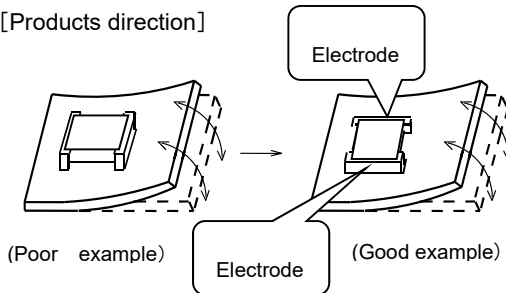 [Products direction]
Electrode
(Poor example）
(Good example）
Electrode